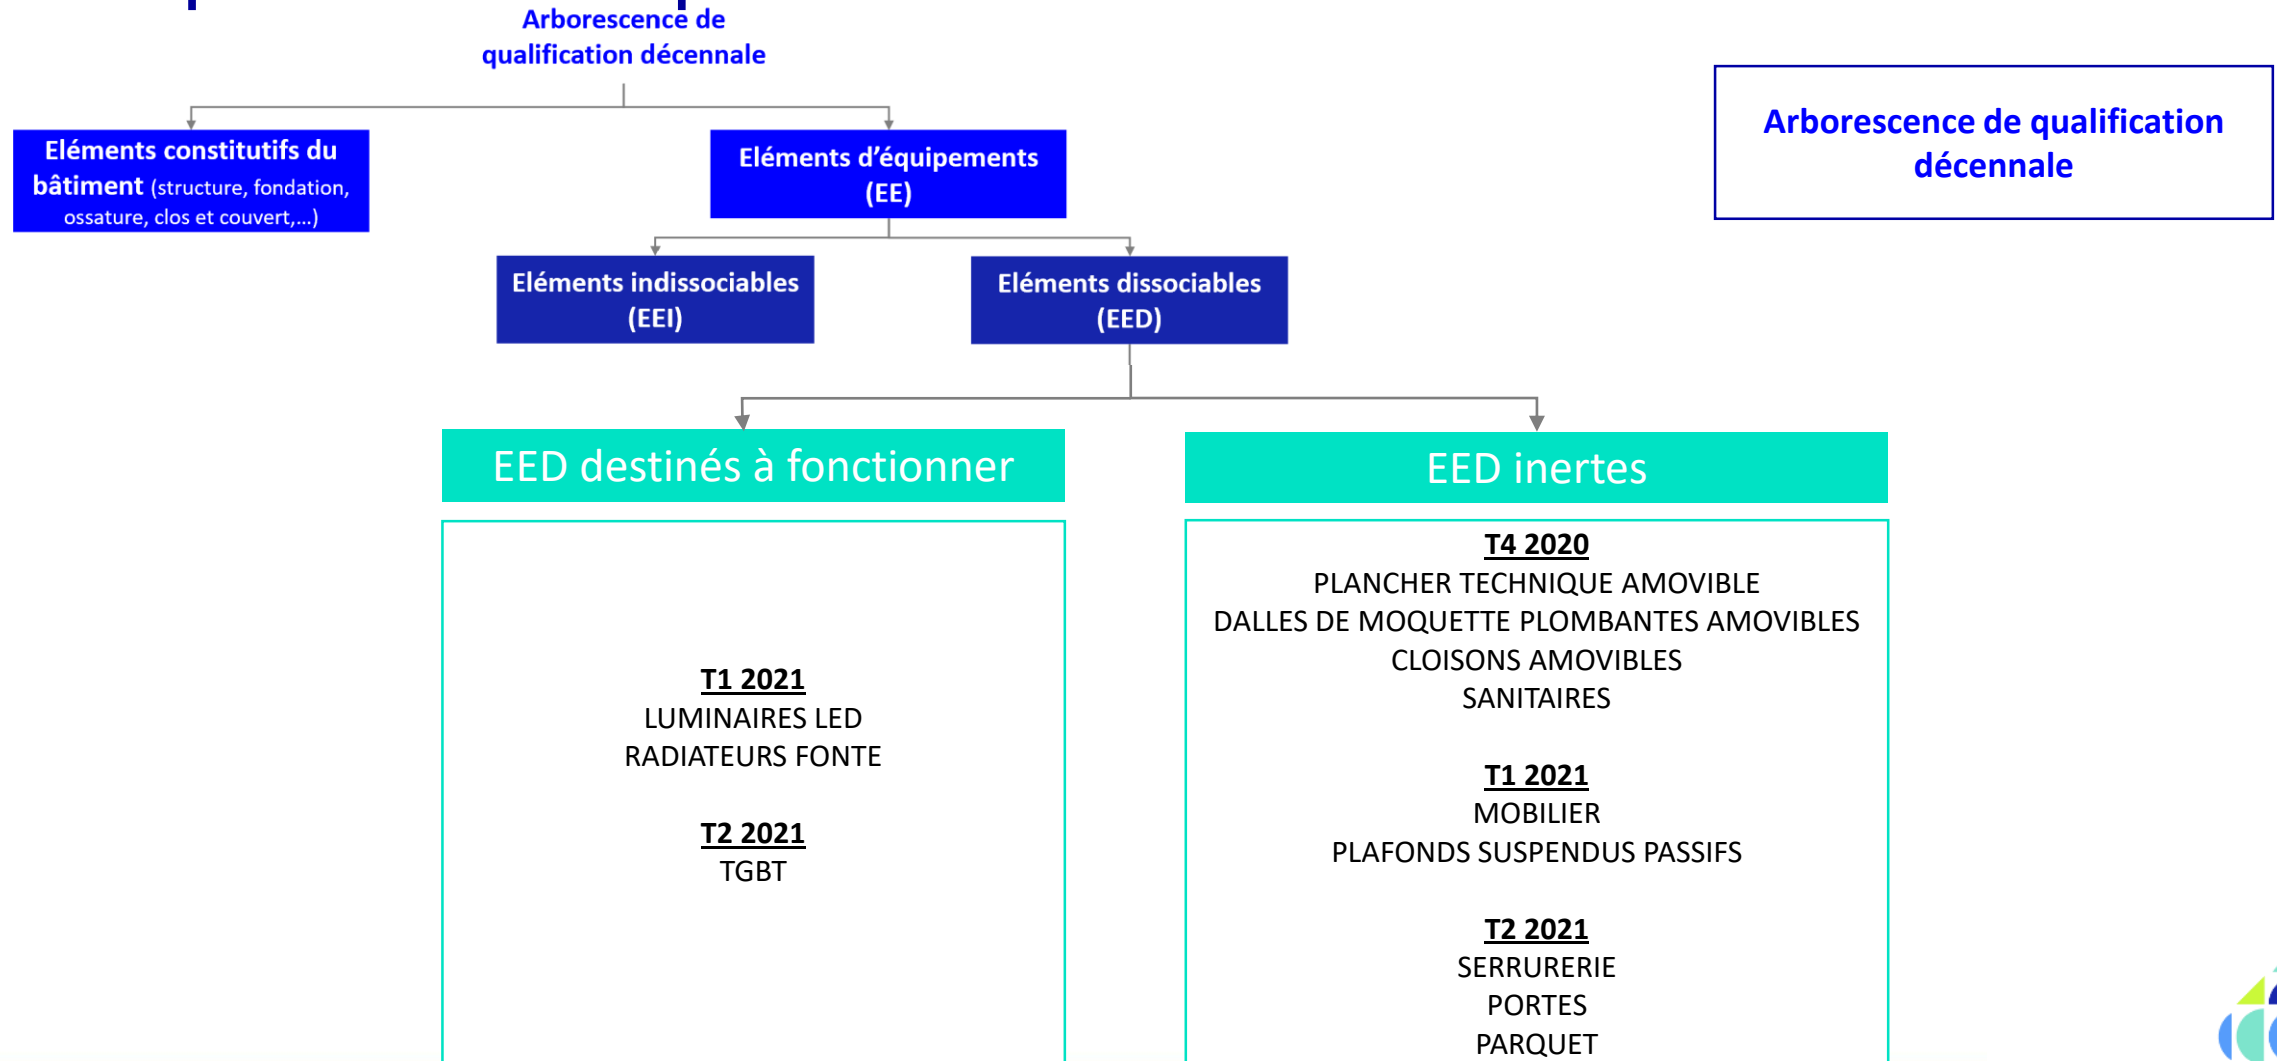 Arborescence de
qualification décennale
Arborescence de qualification
décennale
Eléments constitutifs du
bâtiment (structure, fondation,
ossature, clos et couvert,...)
Eléments d'équipements
(EE)
Eléments indissociables
(EEI)
Eléments dissociables
(EED)
EED destinés à fonctionner
T1 2021
LUMINAIRES LED
RADIATEURS FONTE
T2 2021
TGBT
EED inertes
T4 2020
PLANCHER TECHNIQUE AMOVIBLE
DALLES DE MOQUETTE PLOMBANTES AMOVIBLES
CLOISONS AMOVIBLES
SANITAIRES
T1 2021
MOBILIER
PLAFONDS SUSPENDUS PASSIFS
T2 2021
SERRURERIE
PORTES
PARQUET